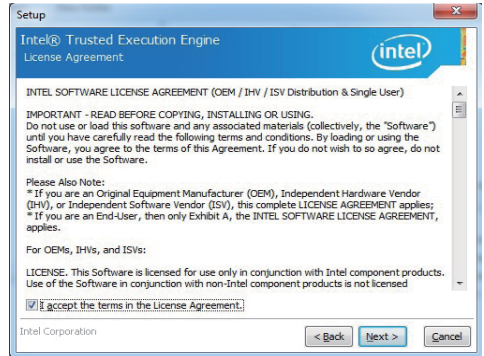 Setup
Intel® Trusted Execution Engine
License Agreement
intel
INTEL SOFTWARE LICENSE AGREEMENT (OEM / IHV / ISV Distribution & Single User)
IMPORTANT - READ BEFORE COPYING, INSTALLING OR USING.
Do not use or load this software and any associated materials (collectively, the "Software")
until you have carefully read the following terms and conditions. By loading or using the
Software, you agree to the terms of this Agreement. If you do not wish to so agree, do not
install or use the Software.
Please Also Note:
* If you are an Original Equipment Manufacturer (OEM), Independent Hardware Vendor
(IHV), or Independent Software Vendor (ISV), this complete LICENSE AGREEMENT applies;
* If you are an End-User, then only Exhibit A, the INTEL SOFTWARE LICENSE AGREEMENT,
applies.
For OEMs, IHVs, and ISVs:
LICENSE. This Software is licensed for use only in conjunction with Intel component products.
Use of the Software in conjunction with non-Intel component products is not licensed
I accept the terms in the License Agreement.
Intel Corporation
< Back Next > Cancel